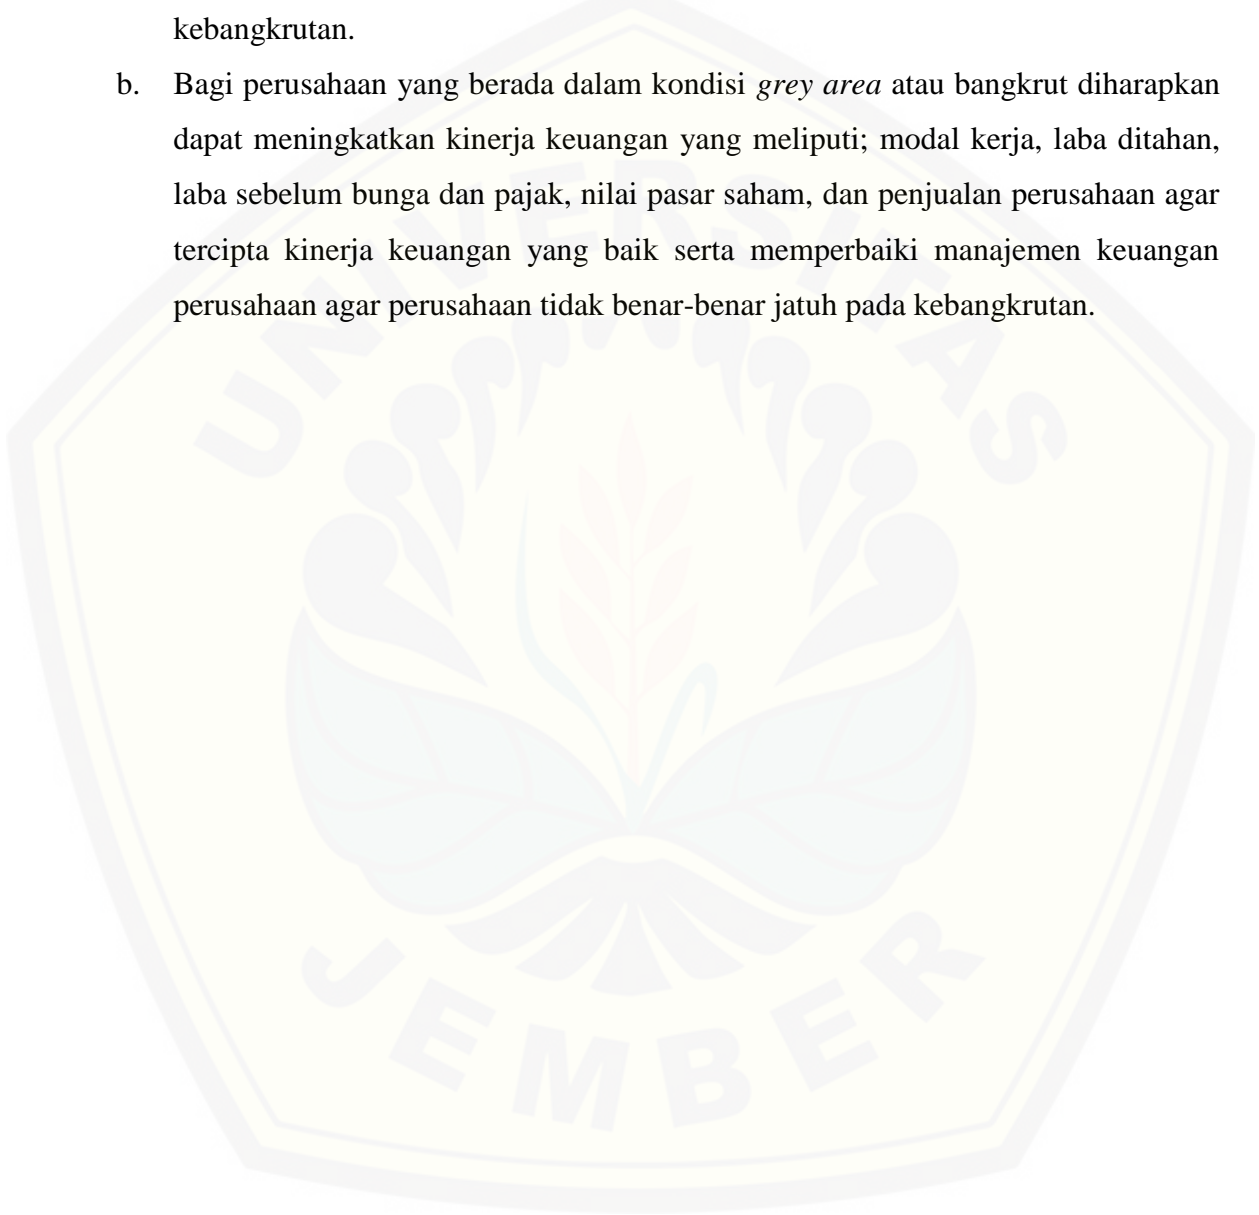 kebangkrutan.
b. Bagi perusahaan yang berada dalam kondisi grey area atau bangkrut diharapkan
dapat meningkatkan kinerja keuangan yang meliputi; modal kerja, laba ditahan,
laba sebelum bunga dan pajak, nilai pasar saham, dan penjualan perusahaan agar
tercipta kinerja keuangan yang baik serta memperbaiki manajemen keuangan
perusahaan agar perusahaan tidak benar-benar jatuh pada kebangkrutan.
UNIVERSITAS
JEMBER